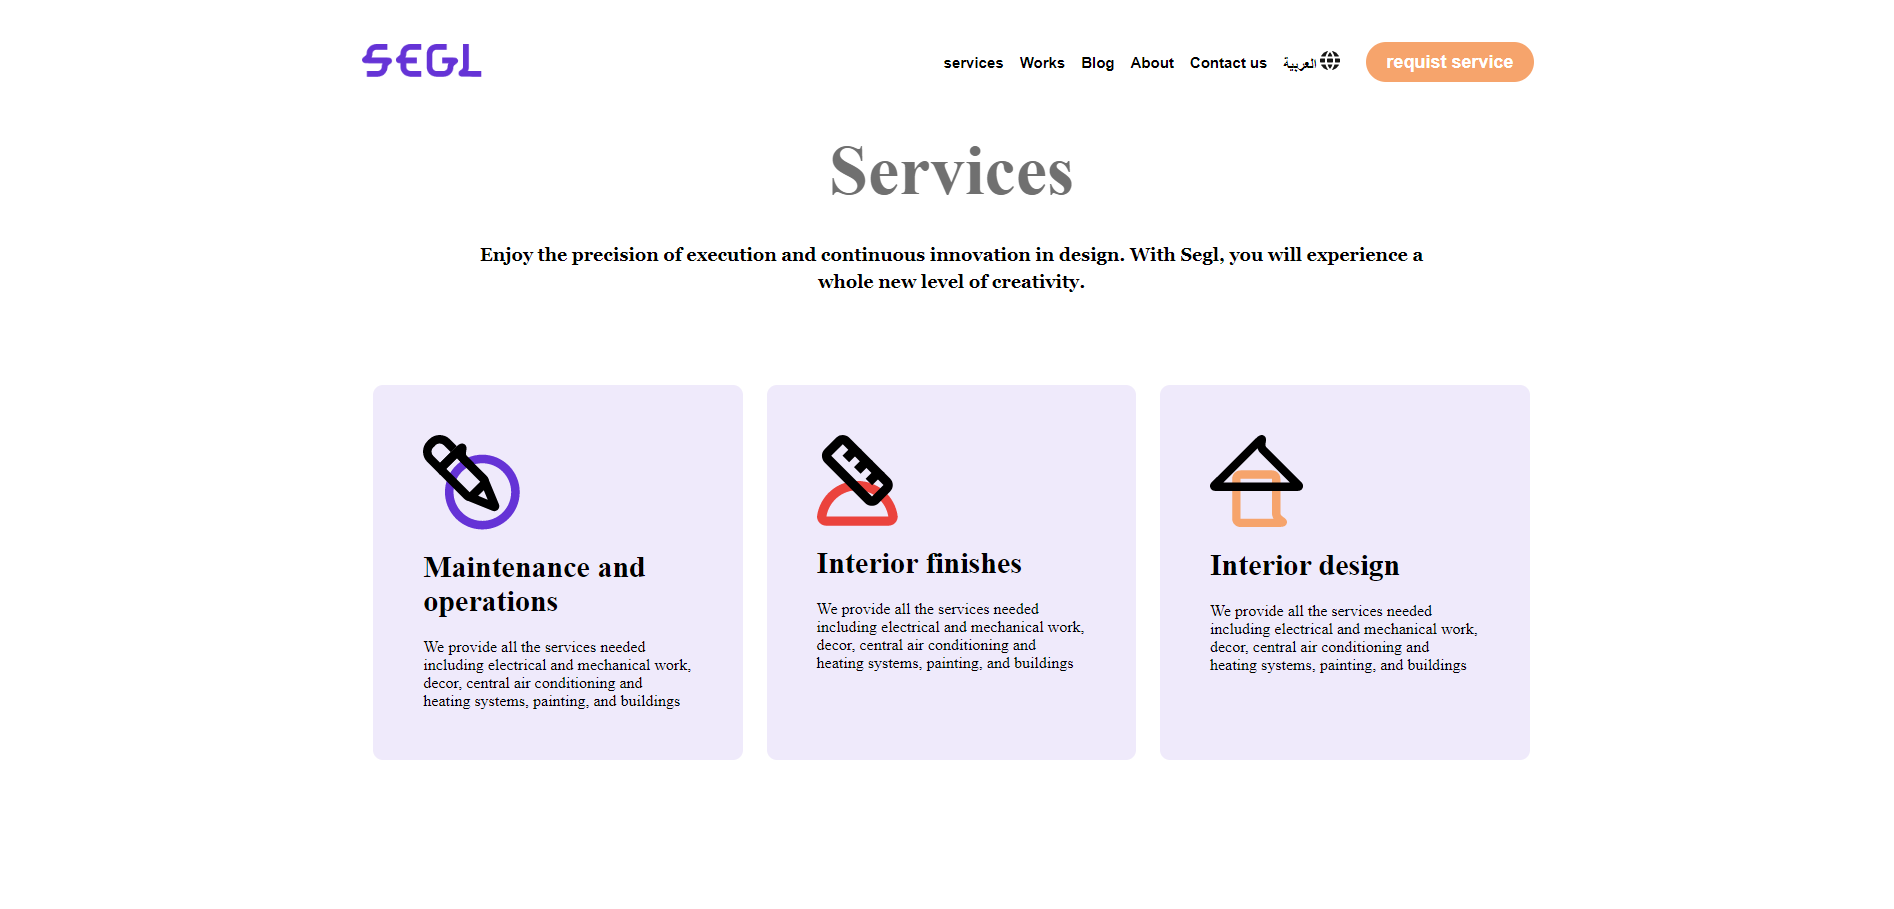 SEGL
services Works Blog About Contact us العربية requist service
Services
Enjoy the precision of execution and continuous innovation in design. With Segl, you will experience a
whole new level of creativity.
Maintenance and
operations
We provide all the services needed
including electrical and mechanical work,
decor, central air conditioning and
heating systems, painting, and buildings
Interior finishes
We provide all the services needed
including electrical and mechanical work,
decor, central air conditioning and
heating systems, painting, and buildings
Interior design
We provide all the services needed
including electrical and mechanical work,
decor, central air conditioning and
heating systems, painting, and buildings